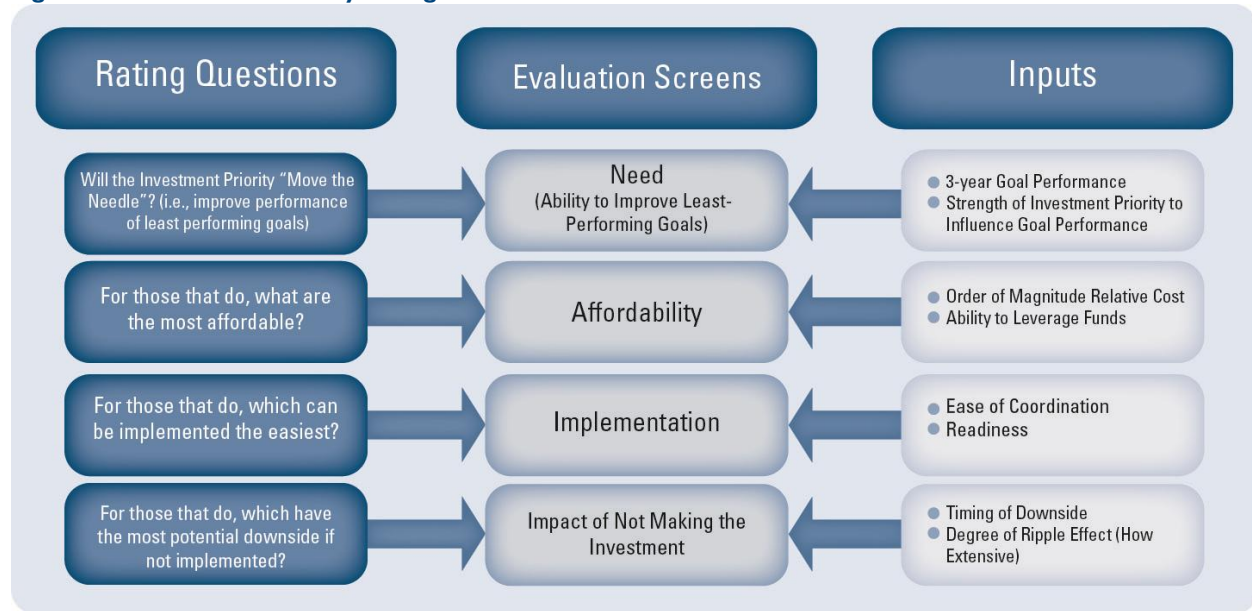 Rating Questions
Evaluation Screens
Inputs
Will the Investment Priority “Move the
Needle”? (i.e., improve performance
of least performing goals)
Need
(Ability to Improve Least-
Performing Goals)
3-year Goal Performance
Strength of Investment Priority to
Influence Goal Performance
For those that do, what are
the most affordable?
Affordability
Order of Magnitude Relative Cost
Ability to Leverage Funds
For those that do, which can
be implemented the easiest?
Implementation
Ease of Coordination
Readiness
For those that do, which have
the most potential downside if
not implemented?
Impact of Not Making the
Investment
Timing of Downside
Degree of Ripple Effect (How
Extensive)